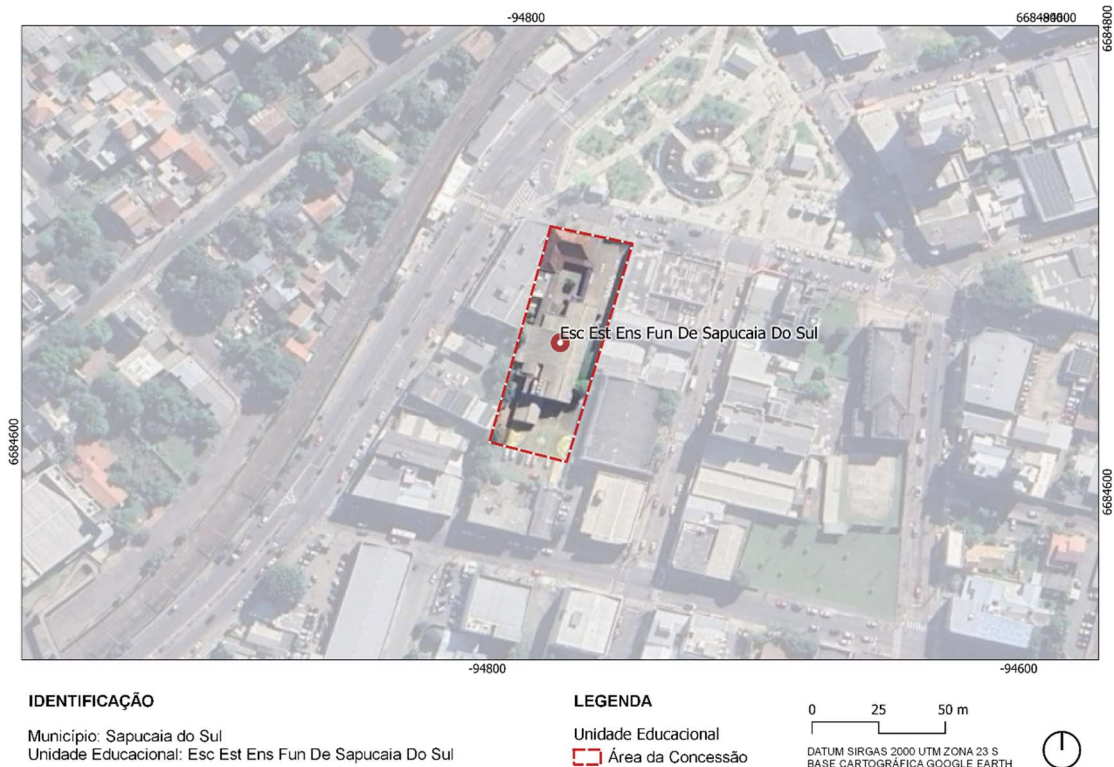 -94800
6684800
6684800
Esc Est Ens Fun De Sapucaia Do Sul
6684600
6684600
-94800
-94600
IDENTIFICAÇÃO
Município: Sapucaia do Sul
Unidade Educacional: Esc Est Ens Fun De Sapucaia Do Sul
LEGENDA
Unidade Educacional
Área da Concessão
0 25 50 m
DATUM SIRGAS 2000 UTM ZONA 23 S
BASE CARTOGRÁFICA GOOGLE EARTH